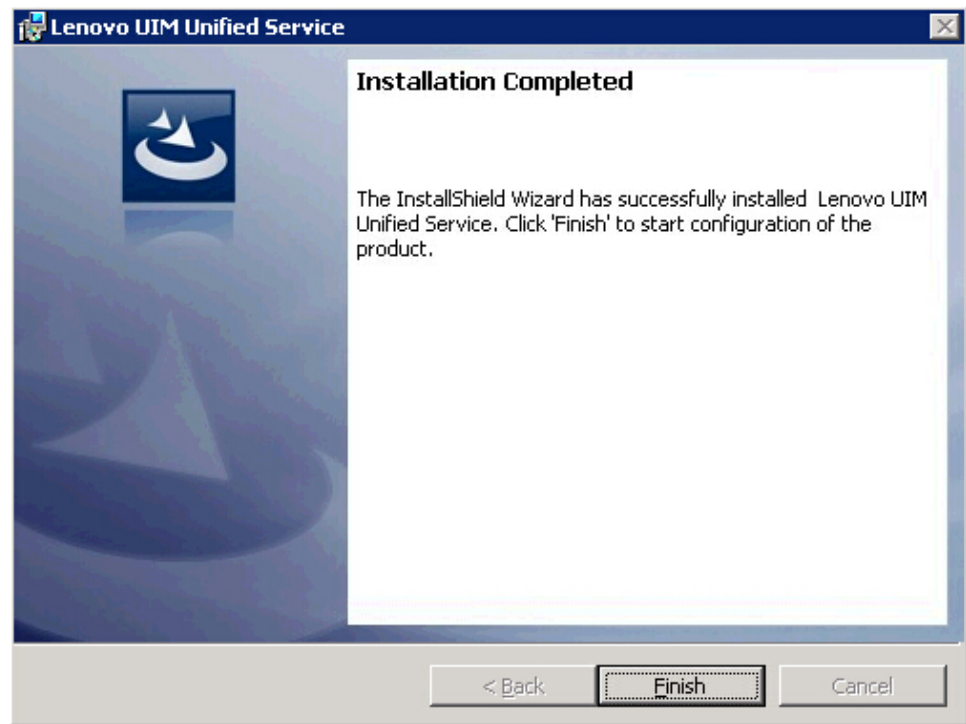 Lenovo UIM Unified Service
Installation Completed
The InstallShield Wizard has successfully installed Lenovo UIM
Unified Service. Click 'Finish' to start configuration of the
product.
< Back Finish Cancel